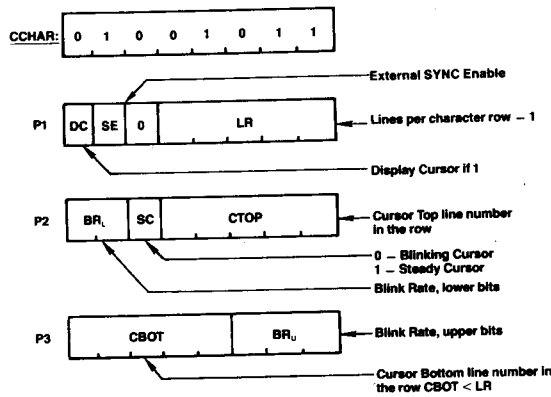 CCHAR: 0 1 0 0 1 0 1 1
External SYNC Enable
P1 DC SE 0 LR Lines per character row – 1
Display Cursor if 1
P2 BRL SC CTOP Cursor Top line number
in the row
0 – Blinking Cursor
1 – Steady Cursor
Blink Rate, lower bits
P3 CBOT BRU Blink Rate, upper bits
Cursor Bottom line number in
the row CBOT < LR